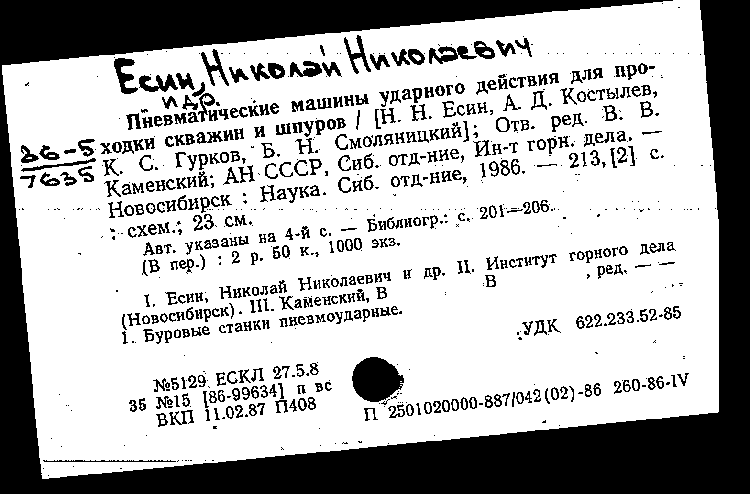 Есин, Николай Николаевич
и др.
Пневматические машины ударного действия для про-
ходки скважин и шпуров / [Н. Н. Есин, А. Д. Костылев,
К. С. Гурков, Б. Н. Смоляницкий]; Отв. ред. В. В.
Каменский; АН СССР, Сиб. отд-ние, Ин-т горн. дела. —
Новосибирск : Наука. Сиб. отд-ние, 1986. — 213, [2] с.
: схем.; 23 см.
86-5
7635
Авт. указаны на 4-й с. — Библиогр.: с. 201—206.
(В пер.) : 2 р. 50 к., 1000 экз.
I. Есин, Николай Николаевич и др. II. Институт горного дела
(Новосибирск). III. Каменский, В В , ред. — —
1. Буровые станки пневмоударные.
УДК 622.233.52-85
№5129 ЕСКЛ 27.5.8
35 №15 [86-99634] п вс
ВКП 11.02.87 П408
П 2501020000-887/042(02)-86 260-86-IV